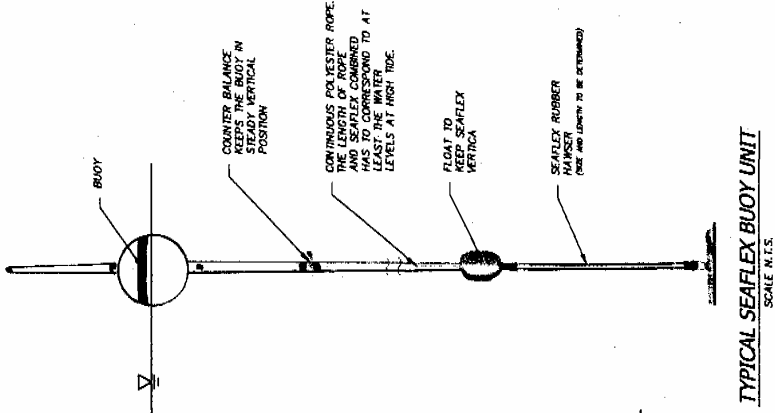 BUOY
COUNTER BALANCE
KEEPS THE BUOY IN
STEADY VERTICAL
POSITION
CONTINUOUS POLYESTER ROPE.
THE LENGTH OF ROPE
AND SEAFLEX COMBINED
HAS TO CORRESPOND TO AT
LEAST THE WATER
LEVELS AT HIGH TIDE.
FLOAT TO
KEEP SEAFLEX
VERTICA
SEAFLEX RUBBER
HAWSER
(SIZE AND LENGTH TO BE DETERMINED)
TYPICAL SEAFLEX BUOY UNIT
SCALE N.T.S.